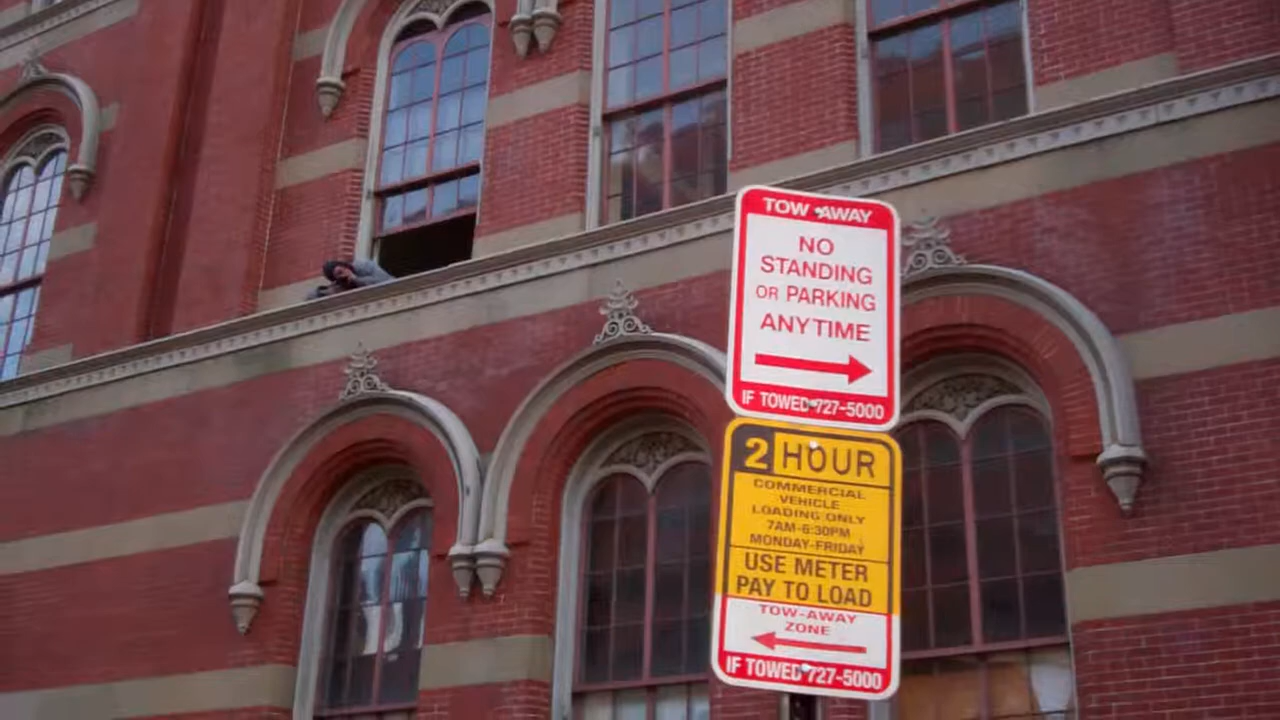 TOW AWAY
NO
STANDING
OR PARKING
ANYTIME
IF TOWED 727-5000
2 HOUR
COMMERCIAL
VEHICLE
LOADING ONLY
7AM-6:30PM
MONDAY-FRIDAY
USE METER
PAY TO LOAD
TOW-AWAY
ZONE
IF TOWED 727-5000